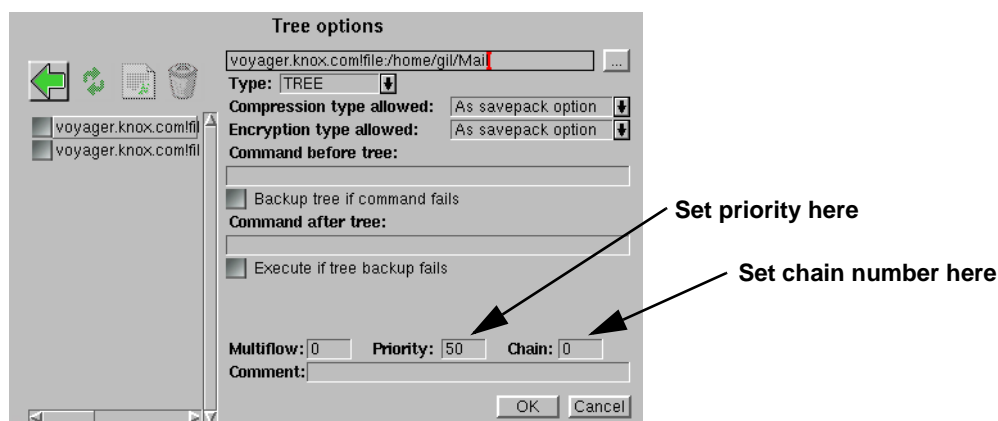 Tree options
voyager.knox.com!file:/home/gil/Mail
...
Type: TREE
Compression type allowed: As savepack option
Encryption type allowed: As savepack option
voyager.knox.com!fil
voyager.knox.com!fil
Command before tree:
Backup tree if command fails
Command after tree:
Execute if tree backup fails
Set priority here
Set chain number here
Multiflow: 0 Priority: 50 Chain: 0
Comment:
OK Cancel